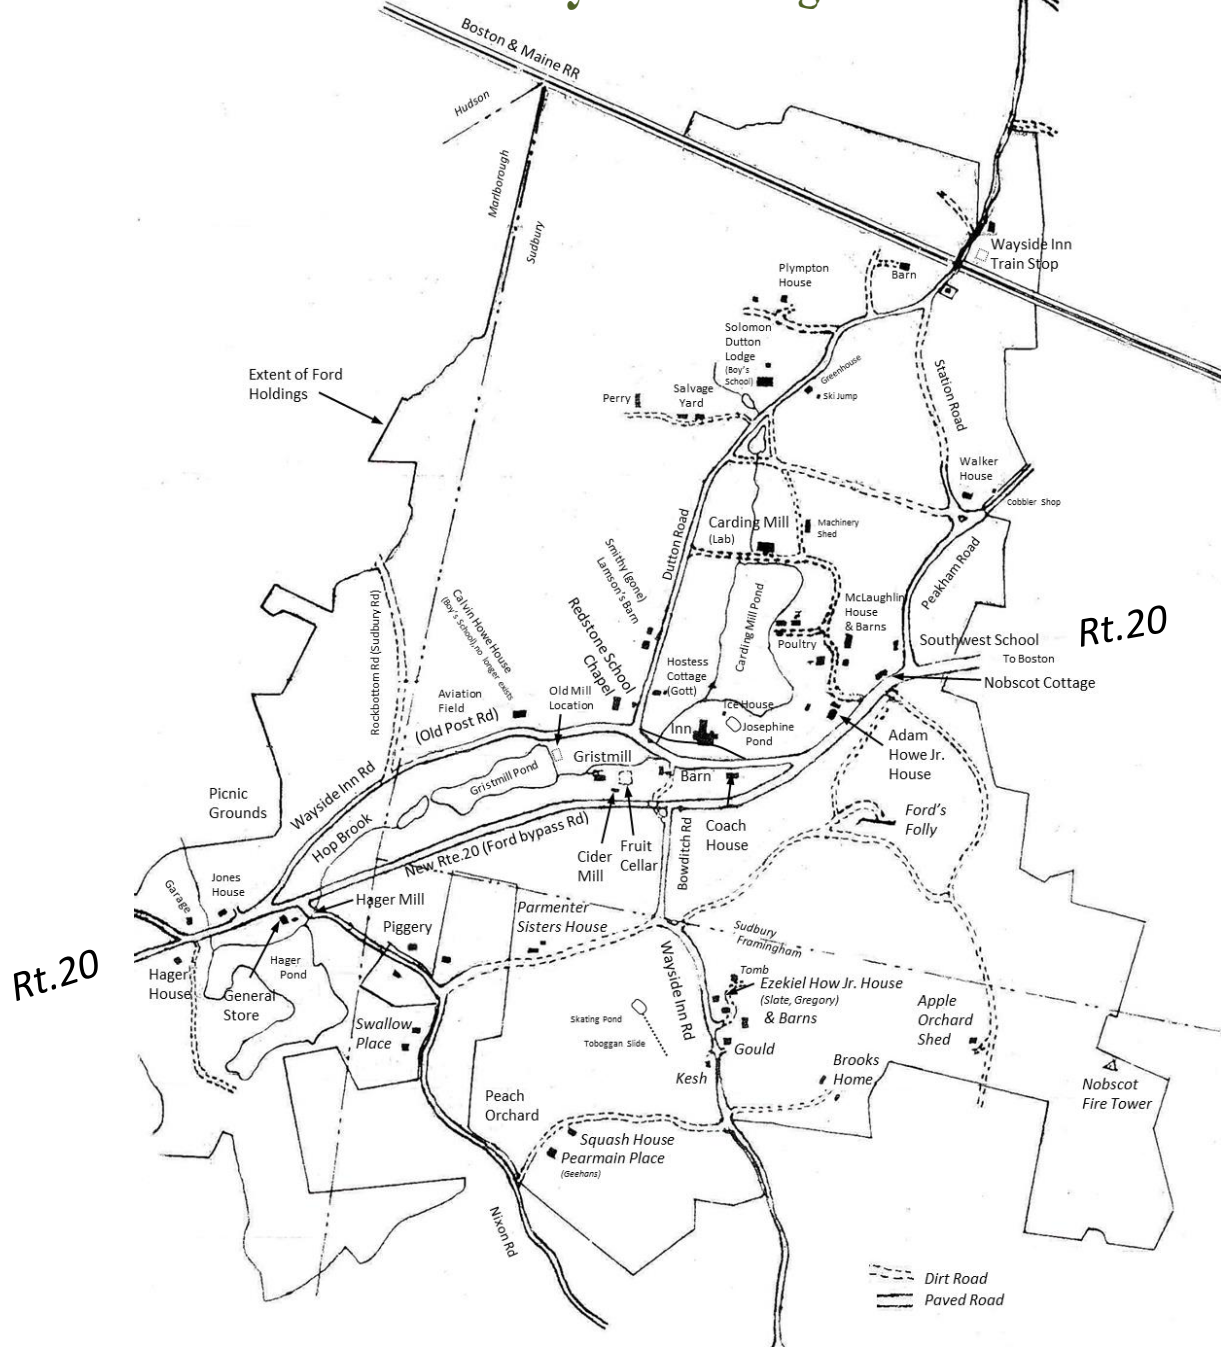 Boston & Maine RR
Hudson
Marlborough
Sudbury
Wayside Inn
Train Stop
Barn
Plympton
House
Solomon
Dutton
Lodge
(Boy's
School)
Greenhouse
Ski Jump
Station Road
Extent of Ford
Holdings
Perry
Salvage
Yard
Walker
House
Cobbler Shop
Carding Mill
(Lab)
Machinery
Shed
Dutton Road
Peakham Road
Smithy (gone)
Lamson's Barn
Calvin Howe House
(Boy's School),no longer exists
Redstone School
Chapel
Rockbottom Rd (Sudbury Rd)
Carding Mill Pond
McLaughlin
House
& Barns
Poultry
Rt.20
Southwest School
To Boston
Nobscot Cottage
Hostess
Cottage
(Gott)
Aviation
Field
Old Mill
Location
(Old Post Rd)
Ice House
Inn
Josephine
Pond
Adam
Howe Jr.
House
Gristmill
Barn
Gristmill Pond
Picnic
Grounds
Wayside Inn Rd
Hop Brook
New Rte.20 (Ford bypass Rd)
Cider
Mill
Fruit
Cellar
Bowditch Rd
Coach
House
Ford's
Folly
Garage
Jones
House
Hager Mill
Piggery
Parmenter
Sisters House
Sudbury
Framingham
Rt.20
Hager
House
Hager
Pond
General
Store
Wayside Inn Rd
Tomb
Ezekiel How Jr. House
(Slate, Gregory)
& Barns
Apple
Orchard
Shed
Swallow
Place
Skating Pond
Toboggan Slide
Gould
Kesh
Brooks
Home
Nobscot
Fire Tower
Peach
Orchard
Squash House
Pearmain Place
(Geehans)
Nixon Rd
Dirt Road
Paved Road